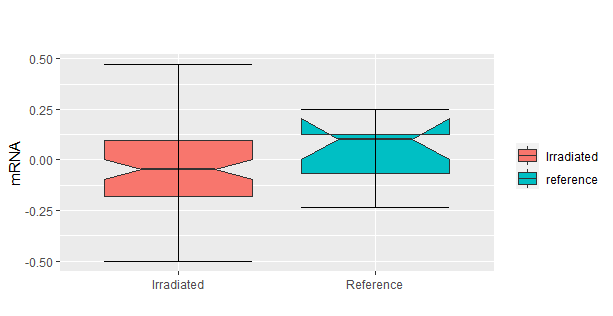 mRNA
0.50
0.25
0.00
-0.25
-0.50
Irradiated
Reference
Irradiated
reference